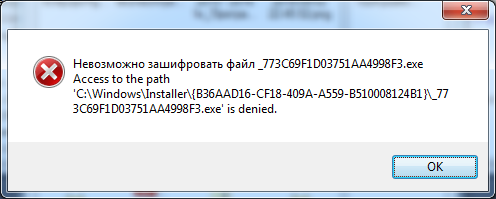 Невозможно зашифровать файл _773C69F1D03751AA4998F3.exe
Access to the path
'C:\Windows\Installer\{B36AAD16-CF18-409A-A559-B510008124B1}\_77
3C69F1D03751AA4998F3.exe' is denied.
OK